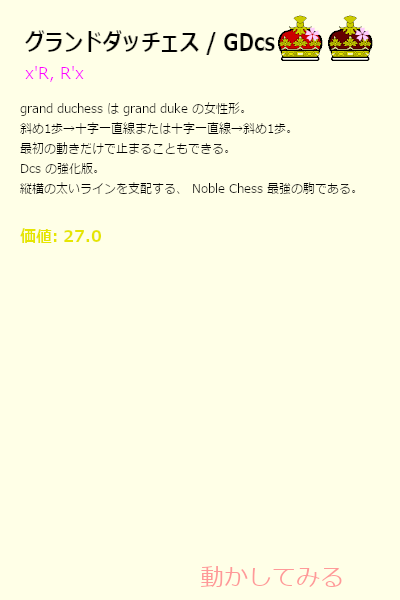 グランドダッチェス / GDcs
x'R, R'x
grand duchess は grand duke の女性形。
斜め1歩→十字一直線または十字一直線→斜め1歩。
最初の動きだけで止まることもできる。
Dcs の強化版。
縦横の太いラインを支配する、 Noble Chess 最強の駒である。
価値: 27.0
動かしてみる